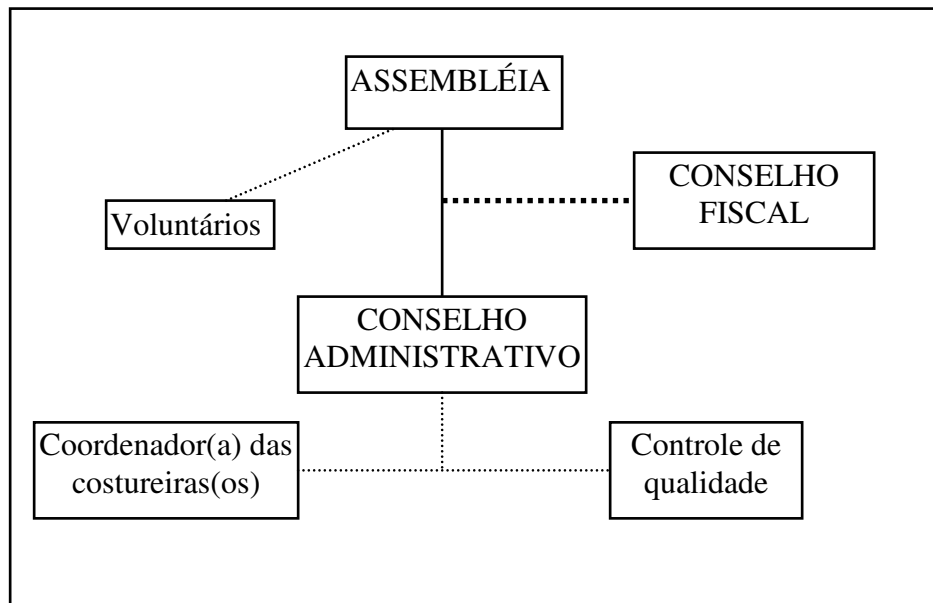 ASSEMBLÉIA
CONSELHO
FISCAL
Voluntários
CONSELHO
ADMINISTRATIVO
Coordenador(a) das
costureiras(os)
Controle de
qualidade